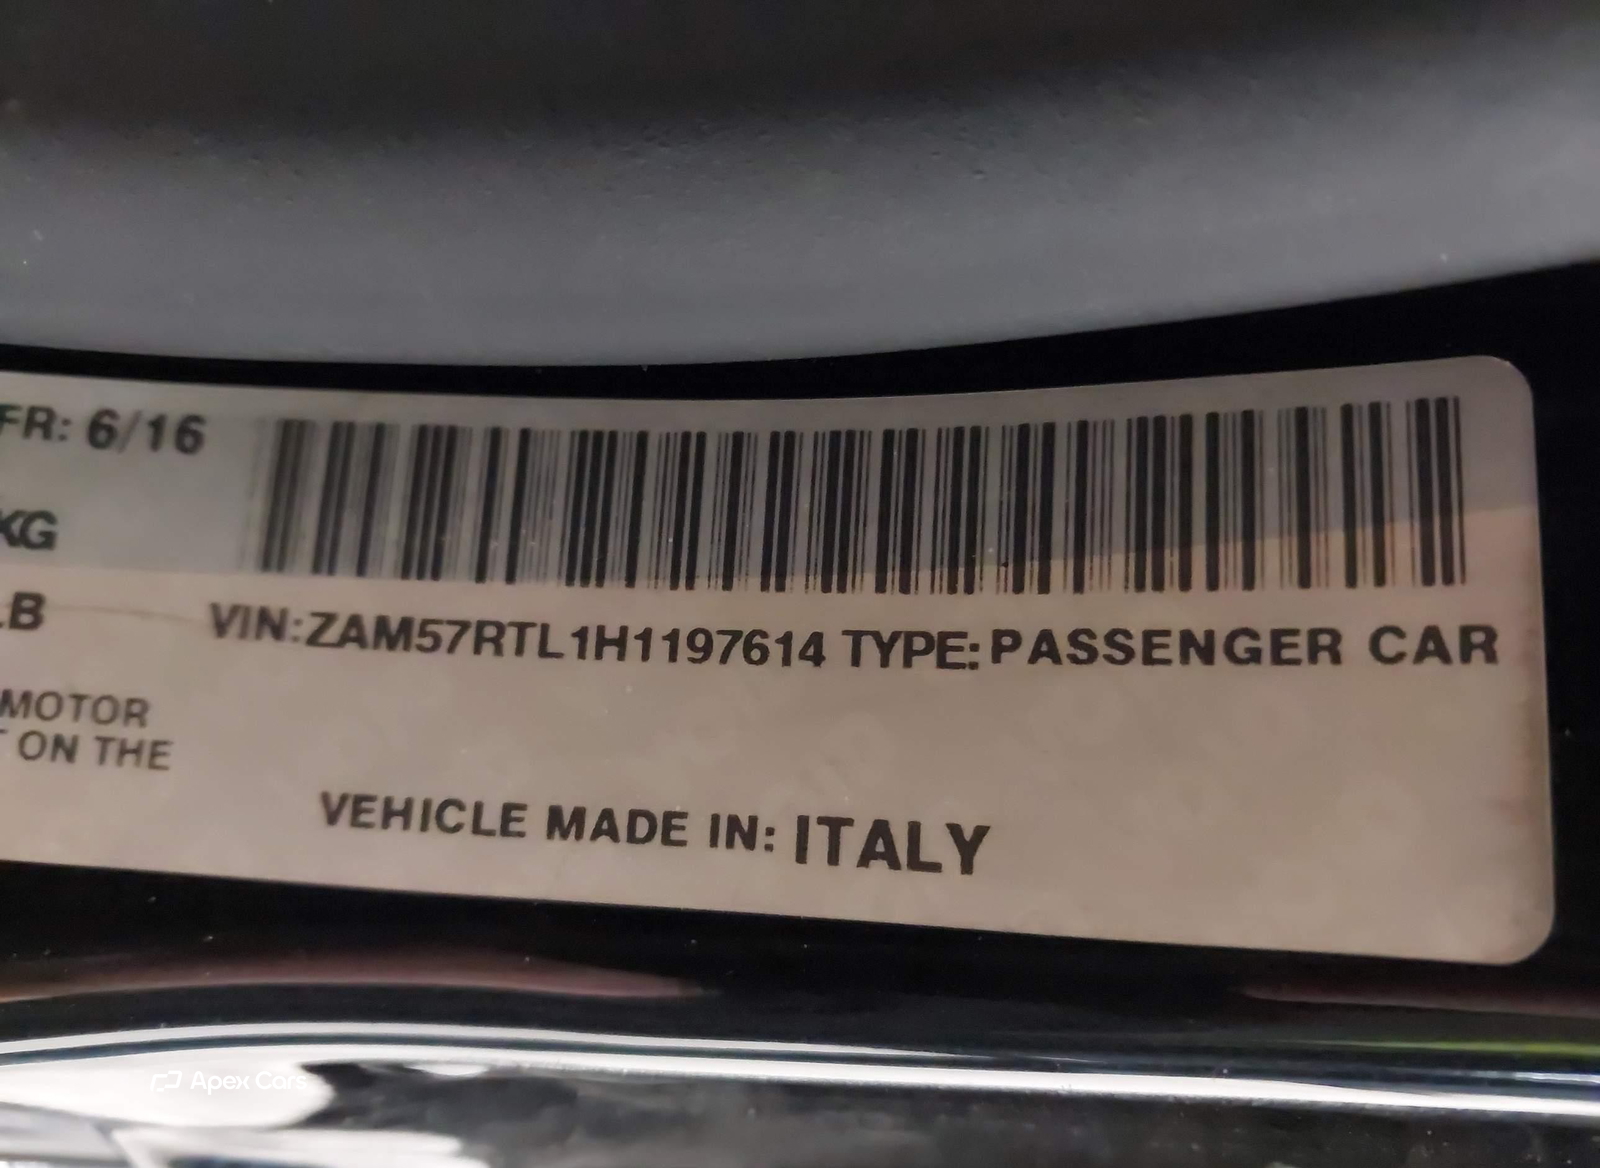 FR: 6/16
KG
LB
VIN:ZAM57RTL1H1197614 TYPE: PASSENGER CAR
MOTOR
ON THE
VEHICLE MADE IN: ITALY
Apex Cars